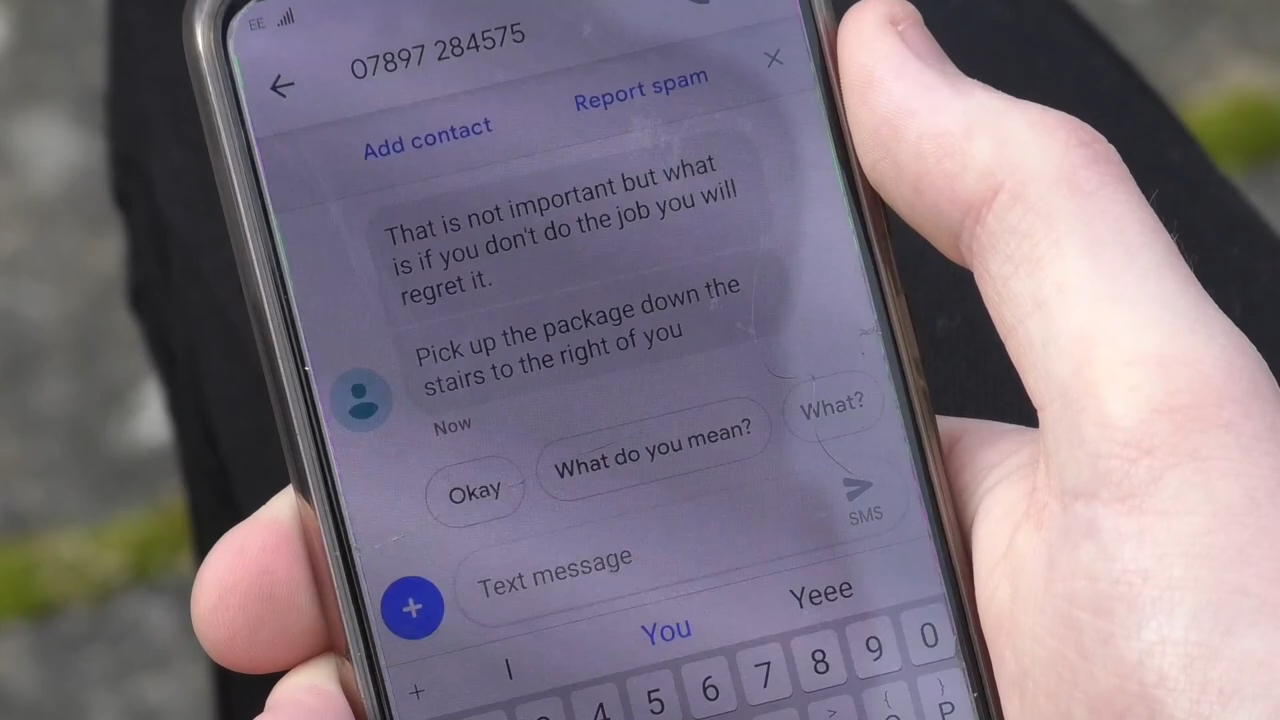 EE
07897 284575
Add contact
Report spam
That is not important but what
is if you don't do the job you will
regret it.
Pick up the package down the
stairs to the right of you
Now
Okay
What do you mean?
What?
SMS
Text message
I
You
Yeee
4 5 6 7 8 9 0
P